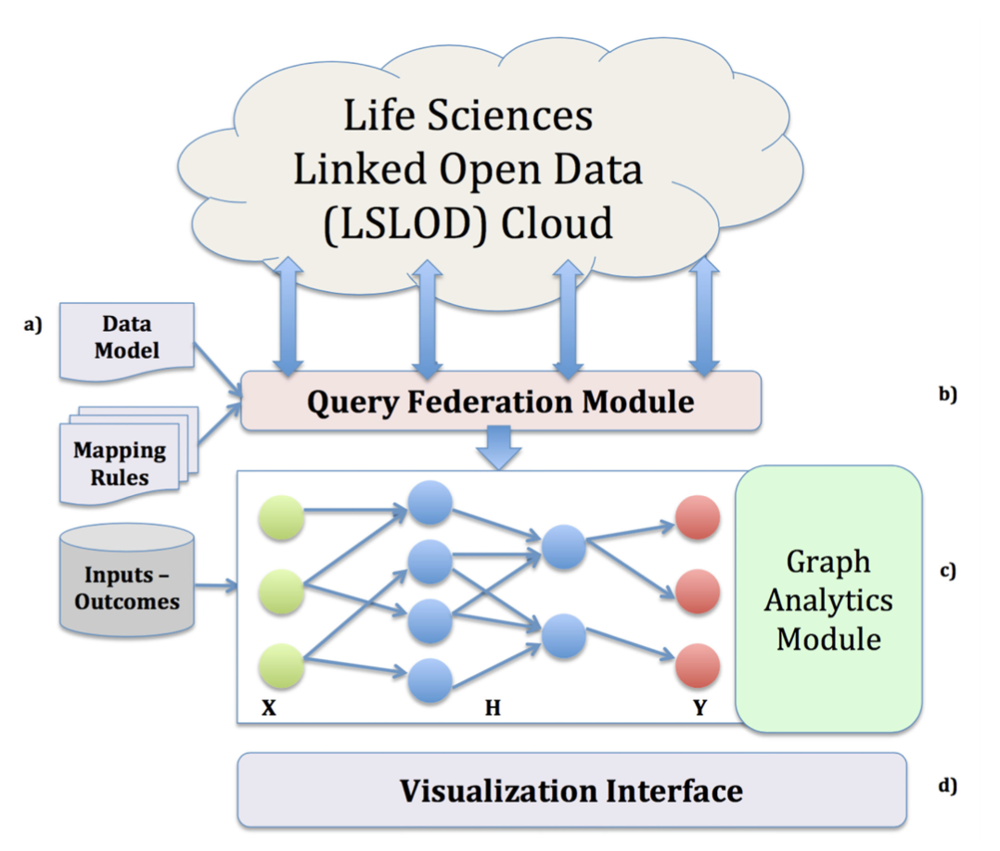 Life Sciences
Linked Open Data
(LSLOD) Cloud
a)
Data
Model
Query Federation Module
b)
Mapping
Rules
Inputs –
Outcomes
X
H
Y
Graph
Analytics
Module
c)
Visualization Interface
d)